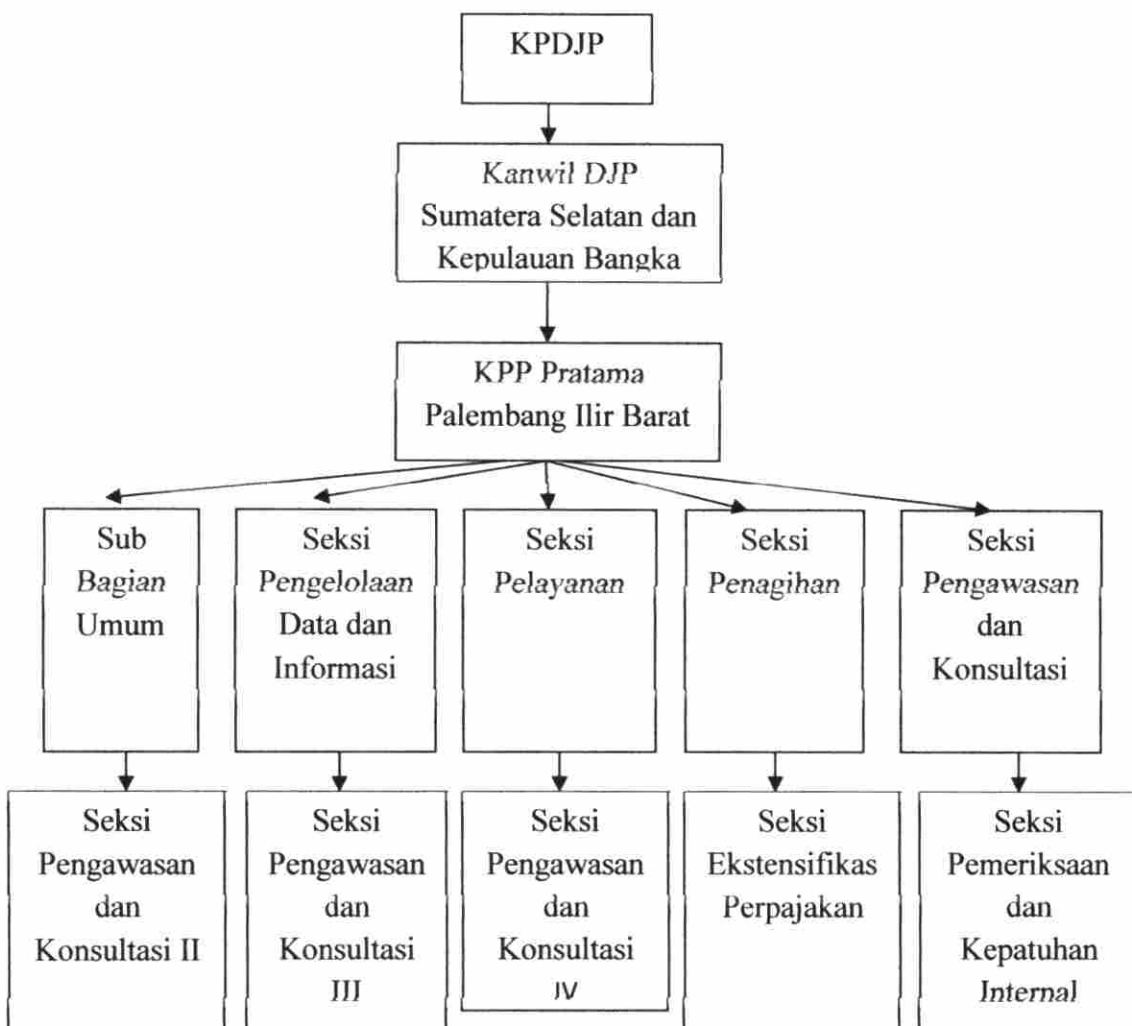 KPDJP
Kanwil DJP
Sumatera Selatan dan
Kepulauan Bangka
KPP Pratama
Palembang Ilir Barat
Sub
Bagian
Umum
Seksi
Pengelolaan
Data dan
Informasi
Seksi
Pelayanan
Seksi
Penagihan
Seksi
Pengawasan
dan
Konsultasi
Seksi
Pengawasan
dan
Konsultasi II
Seksi
Pengawasan
dan
Konsultasi
III
Seksi
Pengawasan
dan
Konsultasi
IV
Seksi
Ekstensifikas
Perpajakan
Seksi
Pemeriksaan
dan
Kepatuhan
Internal